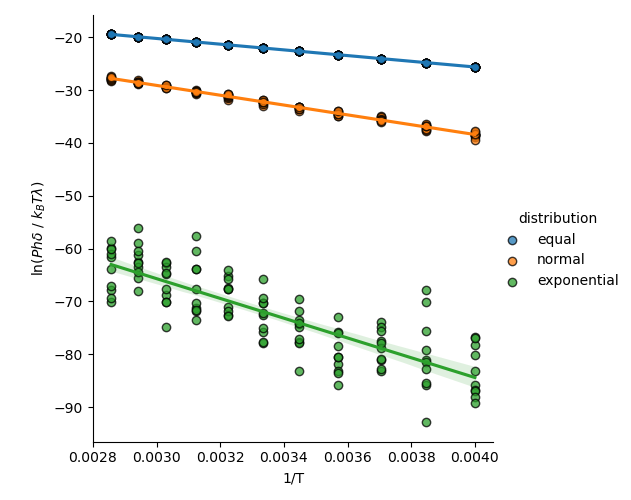 −20
−30
−40
−50
−60
−70
−80
−90
ln(Phδ / k_BTλ)
0.0028 0.0030 0.0032 0.0034 0.0036 0.0038 0.0040
1/T
distribution
equal
normal
exponential